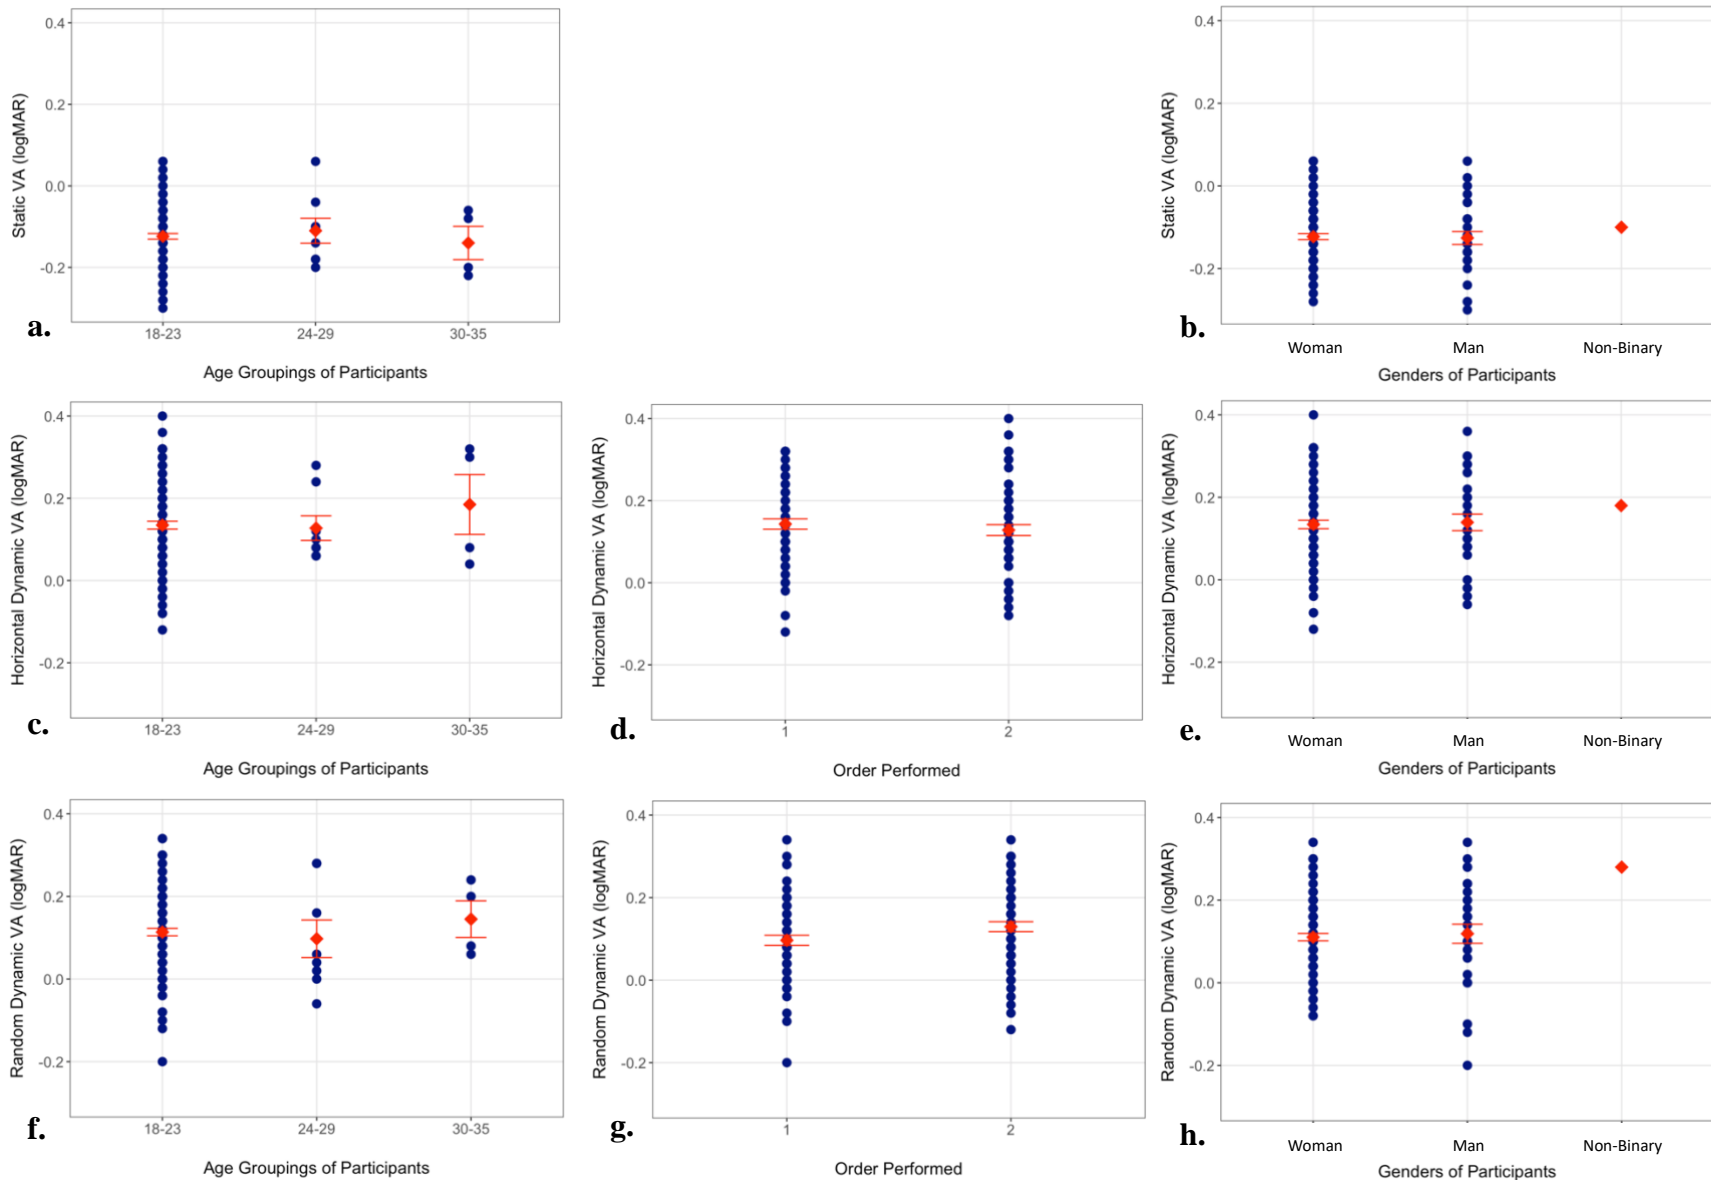 0.4
0.2
0.0
-0.2
Static VA (logMAR)
18-23 24-29 30-35
Age Groupings of Participants
a.
0.4
0.2
0.0
-0.2
Static VA (logMAR)
Woman Man Non-Binary
Genders of Participants
b.
0.4
0.2
0.0
-0.2
Horizontal Dynamic VA (logMAR)
18-23 24-29 30-35
Age Groupings of Participants
c.
0.4
0.2
0.0
-0.2
Horizontal Dynamic VA (logMAR)
1 2
Order Performed
d.
0.4
0.2
0.0
-0.2
Horizontal Dynamic VA (logMAR)
Woman Man Non-Binary
Genders of Participants
e.
0.4
0.2
0.0
-0.2
Random Dynamic VA (logMAR)
18-23 24-29 30-35
Age Groupings of Participants
f.
0.4
0.2
0.0
-0.2
Random Dynamic VA (logMAR)
1 2
Order Performed
g.
0.4
0.2
0.0
-0.2
Random Dynamic VA (logMAR)
Woman Man Non-Binary
Genders of Participants
h.